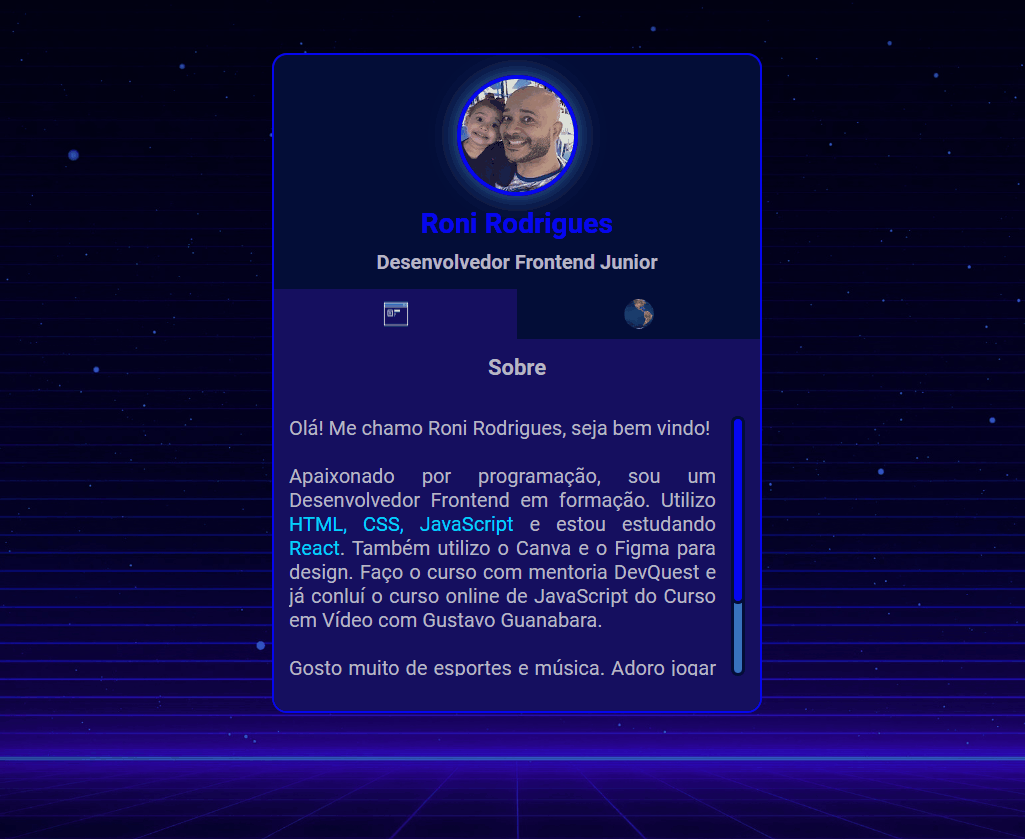 Roni Rodrigues
Desenvolvedor Frontend Junior
Sobre
Olá! Me chamo Roni Rodrigues, seja bem vindo!
Apaixonado por programação, sou um
Desenvolvedor Frontend em formação. Utilizo
HTML, CSS, JavaScript e estou estudando
React. Também utilizo o Canva e o Figma para
design. Faço o curso com mentoria DevQuest e
já conluí o curso online de JavaScript do Curso
em Vídeo com Gustavo Guanabara.
Gosto muito de esportes e música. Adoro jogar